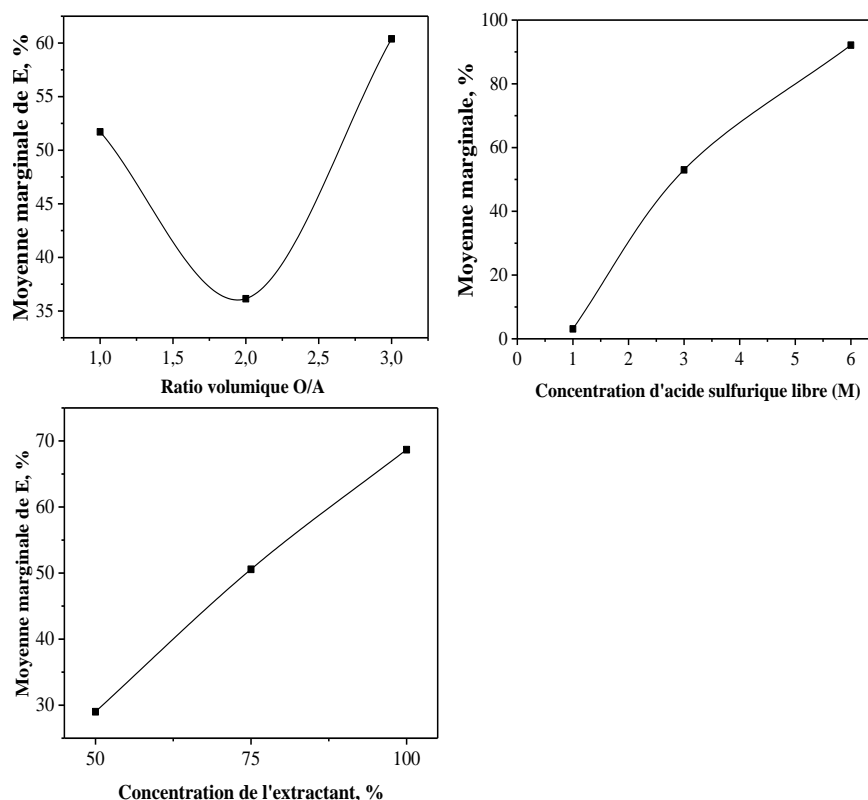 Moyenne marginale de E, %
60
55
50
45
40
35
1,0 1,5 2,0 2,5 3,0
Ratio volumique O/A
Moyenne marginale, %
100
80
60
40
20
0
0 1 2 3 4 5 6
Concentration d'acide sulfurique libre (M)
Moyenne marginale de E, %
70
60
50
40
30
50 75 100
Concentration de l'extractant, %